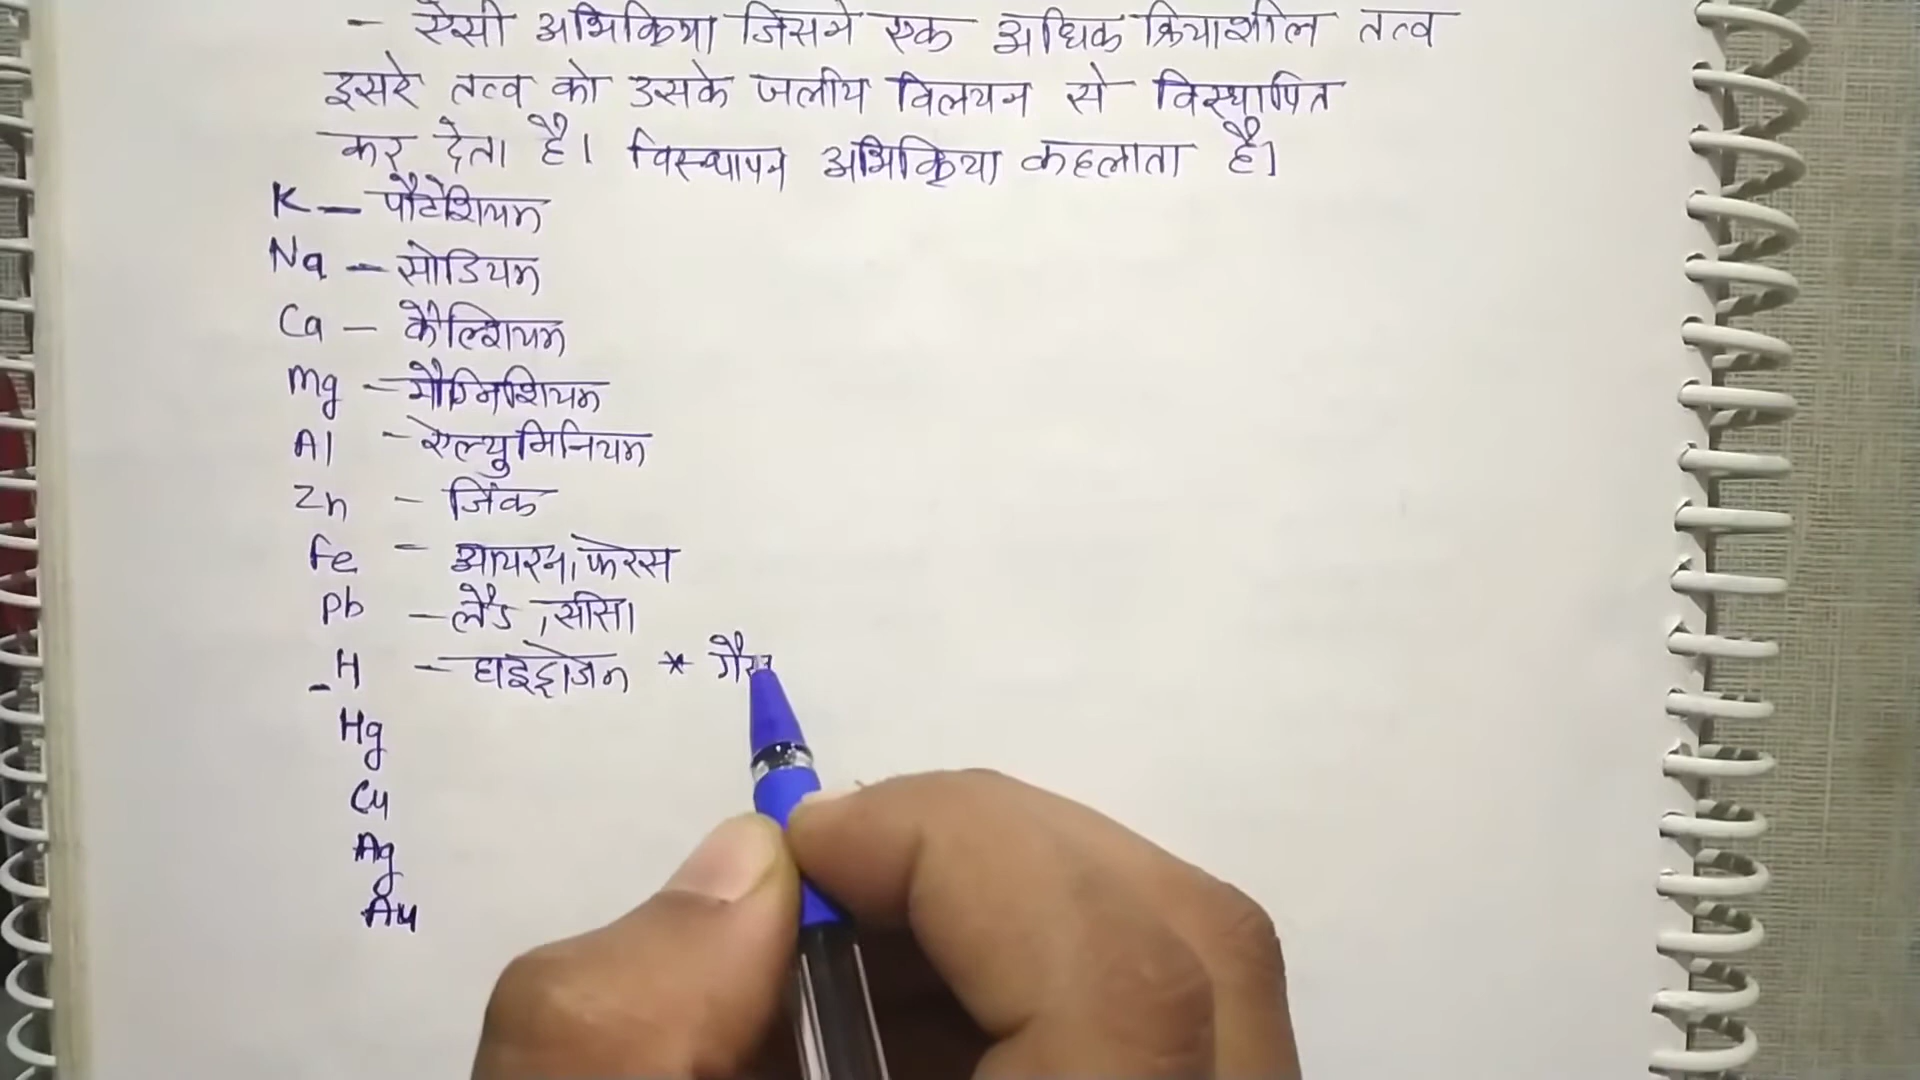 - ऐसी अभिक्रिया जिसमे एक अधिक क्रियाशील तत्व
दूसरे तत्व को उसके जलीय विलयन से विस्थापित
कर देता है। विस्थापन अभिक्रिया कहलाता है।
K - पौटेशियम
Na - सोडियम
Ca - कैल्शियम
Mg - मैग्निशियम
Al - ऐल्युमिनियम
Zn - जिंक
Fe - आयरन, फेरस
Pb - लैड, सीसा
H - हाइड्रोजन * गैस
Hg
Cu
Ag
Au